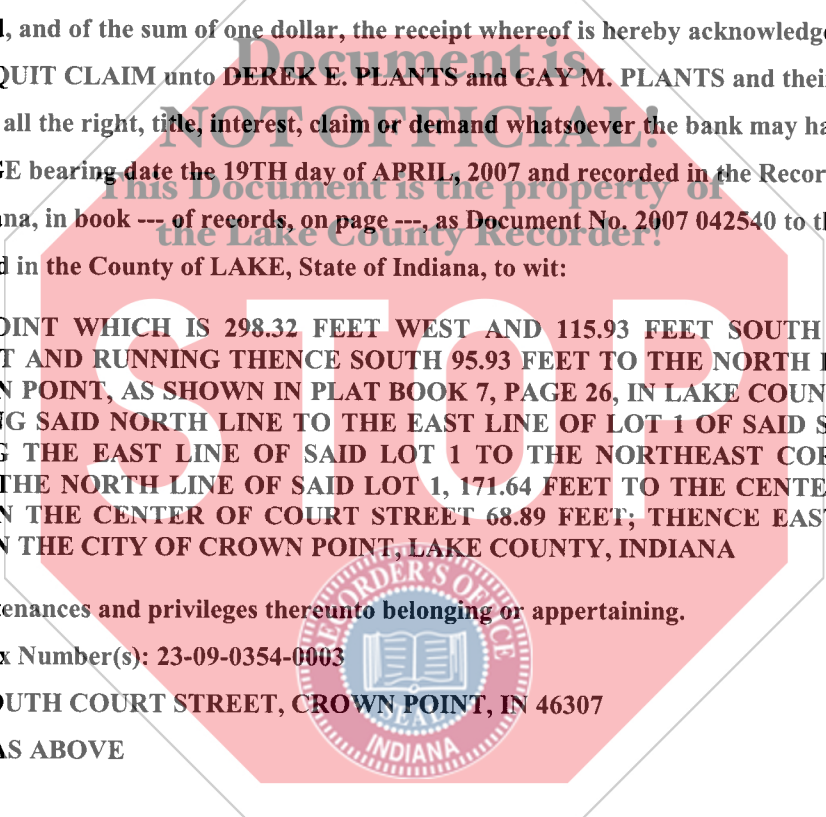 , and of the sum of one dollar, the receipt whereof is hereby acknowledge
Document is
QUIT CLAIM unto DEREK E. PLANTS and GAY M. PLANTS and thei
NOT OFFICIAL!
all the right, title, interest, claim or demand whatsoever the bank may ha
GE bearing date the 19TH day of APRIL, 2007 and recorded in the Recor
This Document is the property of
ana, in book --- of records, on page ---, as Document No. 2007 042540 to th
the Lake County Recorder!
d in the County of LAKE, State of Indiana, to wit:
STOP
OINT WHICH IS 298.32 FEET WEST AND 115.93 FEET SOUTH
T AND RUNNING THENCE SOUTH 95.93 FEET TO THE NORTH
N POINT, AS SHOWN IN PLAT BOOK 7, PAGE 26, IN LAKE COUN
NG SAID NORTH LINE TO THE EAST LINE OF LOT 1 OF SAID S
G THE EAST LINE OF SAID LOT 1 TO THE NORTHEAST COR
THE NORTH LINE OF SAID LOT 1, 171.64 FEET TO THE CENTE
N THE CENTER OF COURT STREET 68.89 FEET; THENCE EAS
N THE CITY OF CROWN POINT, LAKE COUNTY, INDIANA
tenances and privileges thereunto belonging or appertaining.
x Number(s): 23-09-0354-0003
OUTH COURT STREET, CROWN POINT, IN 46307
AS ABOVE
RECORDER'S OFFICE
SEAL
INDIANA